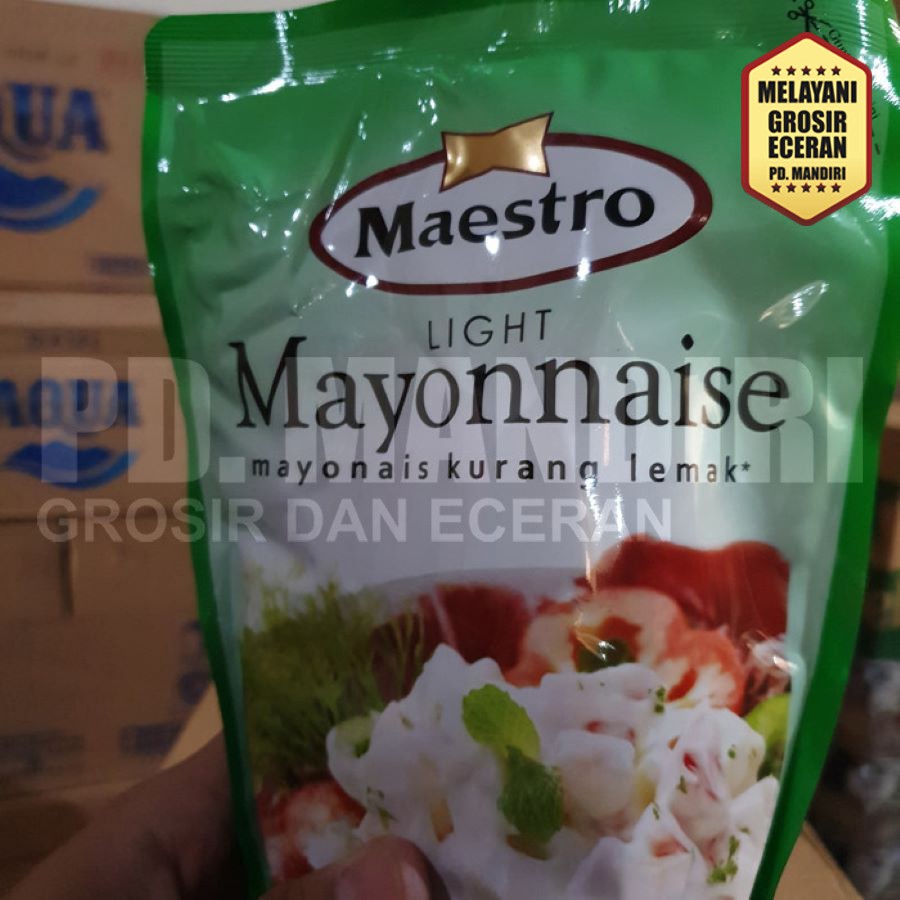 AQUA
MELAYANI
GROSIR
ECERAN
PD. MANDIRI
Maestro
LIGHT
Mayonnaise
mayonais kurang lemak*
AQUA
PD. MANDIRI
GROSIR DAN ECERAN